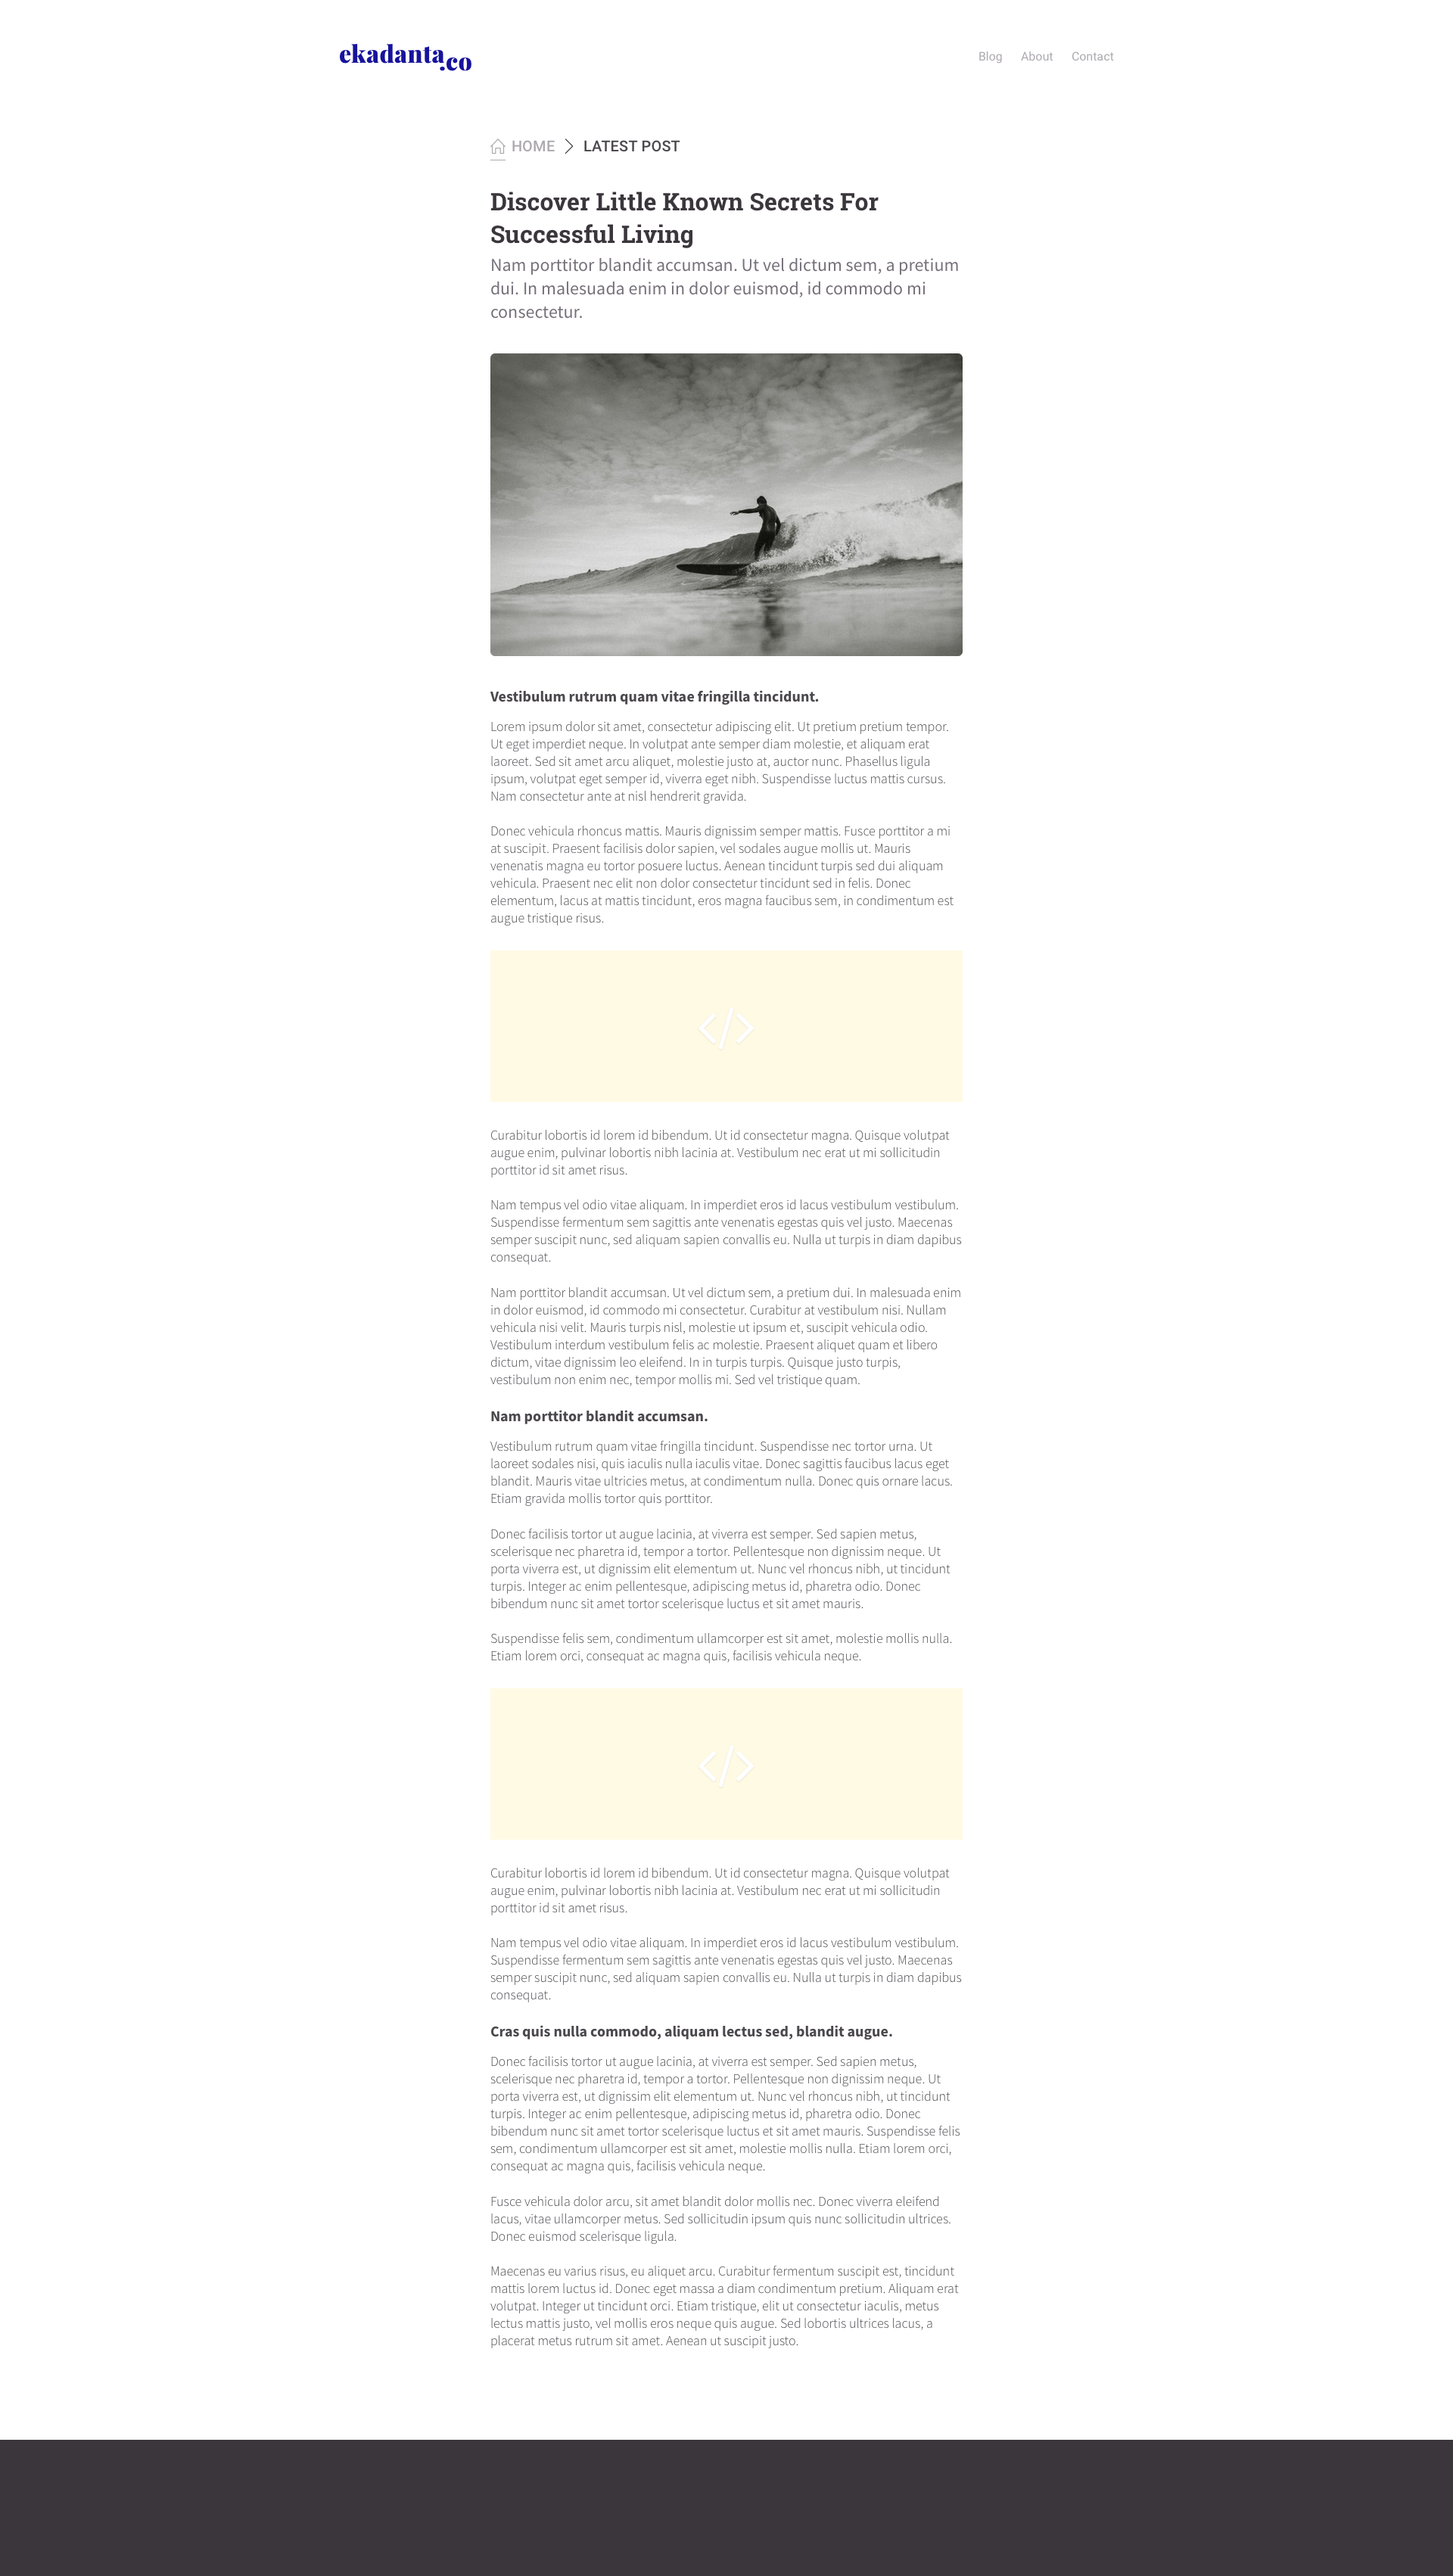 ekadanta.co
Blog About Contact
HOME > LATEST POST
Discover Little Known Secrets For
Successful Living
Nam porttitor blandit accumsan. Ut vel dictum sem, a pretium
dui. In malesuada enim in dolor euismod, id commodo mi
consectetur.
Vestibulum rutrum quam vitae fringilla tincidunt.
Lorem ipsum dolor sit amet, consectetur adipiscing elit. Ut pretium pretium tempor.
Ut eget imperdiet neque. In volutpat ante semper diam molestie, et aliquam erat
laoreet. Sed sit amet arcu aliquet, molestie justo at, auctor nunc. Phasellus ligula
ipsum, volutpat eget semper id, viverra eget nibh. Suspendisse luctus mattis cursus.
Nam consectetur ante at nisl hendrerit gravida.
Donec vehicula rhoncus mattis. Mauris dignissim semper mattis. Fusce porttitor a mi
at suscipit. Praesent facilisis dolor sapien, vel sodales augue mollis ut. Mauris
venenatis magna eu tortor posuere luctus. Aenean tincidunt turpis sed dui aliquam
vehicula. Praesent nec elit non dolor consectetur tincidunt sed in felis. Donec
elementum, lacus at mattis tincidunt, eros magna faucibus sem, in condimentum est
augue tristique risus.
</>
Curabitur lobortis id lorem id bibendum. Ut id consectetur magna. Quisque volutpat
augue enim, pulvinar lobortis nibh lacinia at. Vestibulum nec erat ut mi sollicitudin
porttitor id sit amet risus.
Nam tempus vel odio vitae aliquam. In imperdiet eros id lacus vestibulum vestibulum.
Suspendisse fermentum sem sagittis ante venenatis egestas quis vel justo. Maecenas
semper suscipit nunc, sed aliquam sapien convallis eu. Nulla ut turpis in diam dapibus
consequat.
Nam porttitor blandit accumsan. Ut vel dictum sem, a pretium dui. In malesuada enim
in dolor euismod, id commodo mi consectetur. Curabitur at vestibulum nisi. Nullam
vehicula nisi velit. Mauris turpis nisl, molestie ut ipsum et, suscipit vehicula odio.
Vestibulum interdum vestibulum felis ac molestie. Praesent aliquet quam et libero
dictum, vitae dignissim leo eleifend. In in turpis turpis. Quisque justo turpis,
vestibulum non enim nec, tempor mollis mi. Sed vel tristique quam.
Nam porttitor blandit accumsan.
Vestibulum rutrum quam vitae fringilla tincidunt. Suspendisse nec tortor urna. Ut
laoreet sodales nisi, quis iaculis nulla iaculis vitae. Donec sagittis faucibus lacus eget
blandit. Mauris vitae ultricies metus, at condimentum nulla. Donec quis ornare lacus.
Etiam gravida mollis tortor quis porttitor.
Donec facilisis tortor ut augue lacinia, at viverra est semper. Sed sapien metus,
scelerisque nec pharetra id, tempor a tortor. Pellentesque non dignissim neque. Ut
porta viverra est, ut dignissim elit elementum ut. Nunc vel rhoncus nibh, ut tincidunt
turpis. Integer ac enim pellentesque, adipiscing metus id, pharetra odio. Donec
bibendum nunc sit amet tortor scelerisque luctus et sit amet mauris.
Suspendisse felis sem, condimentum ullamcorper est sit amet, molestie mollis nulla.
Etiam lorem orci, consequat ac magna quis, facilisis vehicula neque.
</>
Curabitur lobortis id lorem id bibendum. Ut id consectetur magna. Quisque volutpat
augue enim, pulvinar lobortis nibh lacinia at. Vestibulum nec erat ut mi sollicitudin
porttitor id sit amet risus.
Nam tempus vel odio vitae aliquam. In imperdiet eros id lacus vestibulum vestibulum.
Suspendisse fermentum sem sagittis ante venenatis egestas quis vel justo. Maecenas
semper suscipit nunc, sed aliquam sapien convallis eu. Nulla ut turpis in diam dapibus
consequat.
Cras quis nulla commodo, aliquam lectus sed, blandit augue.
Donec facilisis tortor ut augue lacinia, at viverra est semper. Sed sapien metus,
scelerisque nec pharetra id, tempor a tortor. Pellentesque non dignissim neque. Ut
porta viverra est, ut dignissim elit elementum ut. Nunc vel rhoncus nibh, ut tincidunt
turpis. Integer ac enim pellentesque, adipiscing metus id, pharetra odio. Donec
bibendum nunc sit amet tortor scelerisque luctus et sit amet mauris. Suspendisse felis
sem, condimentum ullamcorper est sit amet, molestie mollis nulla. Etiam lorem orci,
consequat ac magna quis, facilisis vehicula neque.
Fusce vehicula dolor arcu, sit amet blandit dolor mollis nec. Donec viverra eleifend
lacus, vitae ullamcorper metus. Sed sollicitudin ipsum quis nunc sollicitudin ultrices.
Donec euismod scelerisque ligula.
Maecenas eu varius risus, eu aliquet arcu. Curabitur fermentum suscipit est, tincidunt
mattis lorem luctus id. Donec eget massa a diam condimentum pretium. Aliquam erat
volutpat. Integer ut tincidunt orci. Etiam tristique, elit ut consectetur iaculis, metus
lectus mattis justo, vel mollis eros neque quis augue. Sed lobortis ultrices lacus, a
placerat metus rutrum sit amet. Aenean ut suscipit justo.